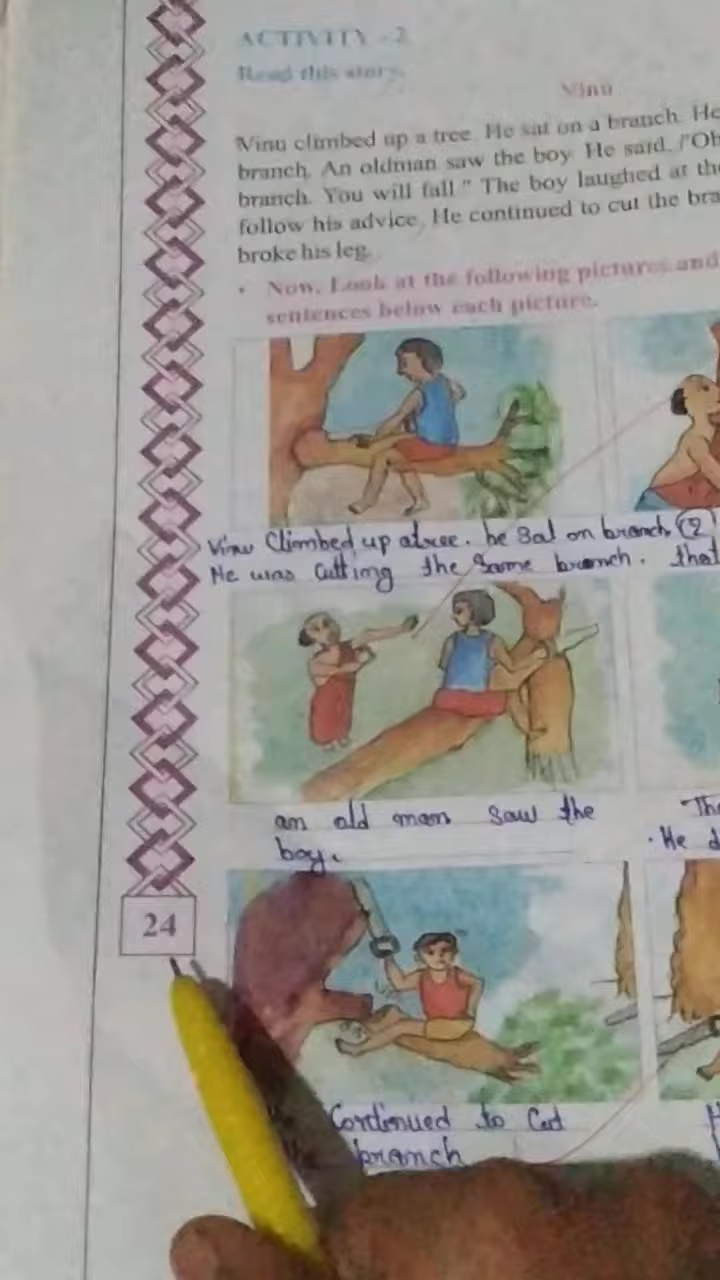 ACTIVITY - 2
Read this story.
Vinu
Vinu climbed up a tree. He sat on a branch. He
branch. An oldman saw the boy. He said, "Oh
branch. You will fall." The boy laughed at the
follow his advice. He continued to cut the bra
broke his leg.
• Now, Look at the following pictures and
sentences below each picture.
Vinu Climbed up atree. he Sat on branch 2
He was Cutting the Same branch. that
an old man Saw the
boy.
Th
. He d
24
Continued to Cut
branch